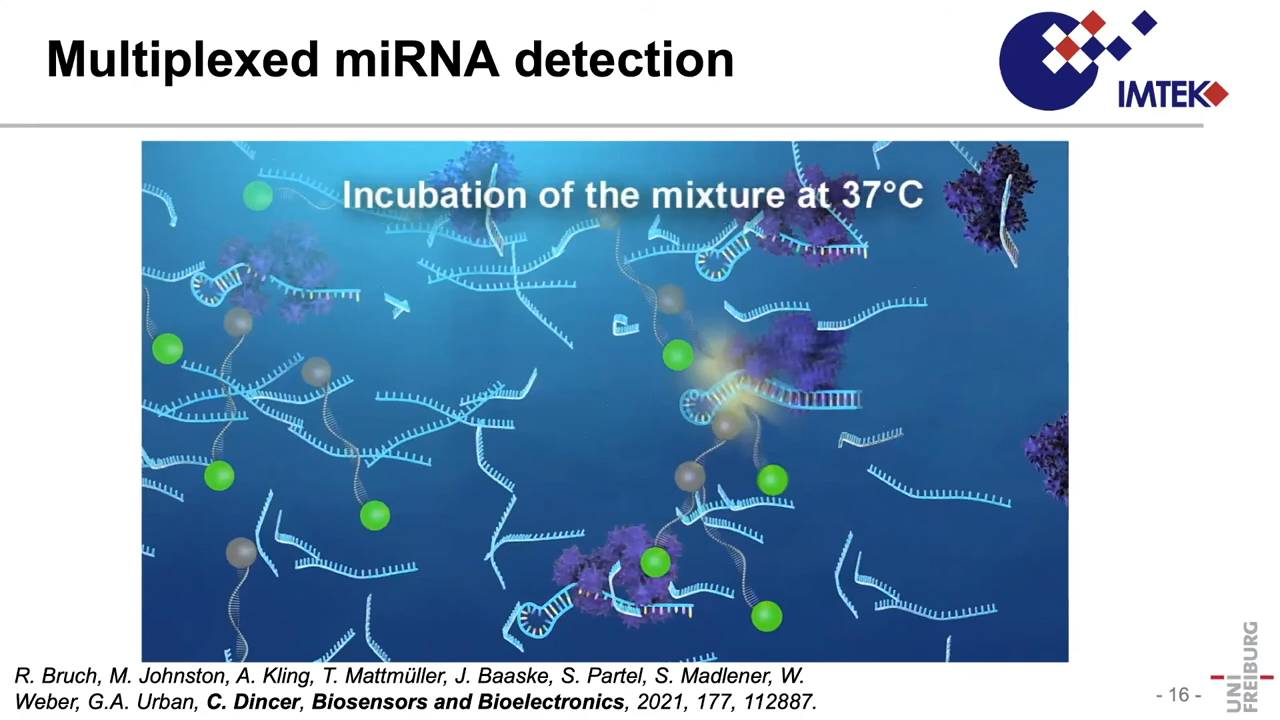 Multiplexed miRNA detection
IMTEK
Incubation of the mixture at 37°C
R. Bruch, M. Johnston, A. Kling, T. Mattmüller, J. Baaske, S. Partel, S. Madlener, W.
Weber, G.A. Urban, C. Dincer, Biosensors and Bioelectronics, 2021, 177, 112887.
- 16 -
UNI
FREIBURG